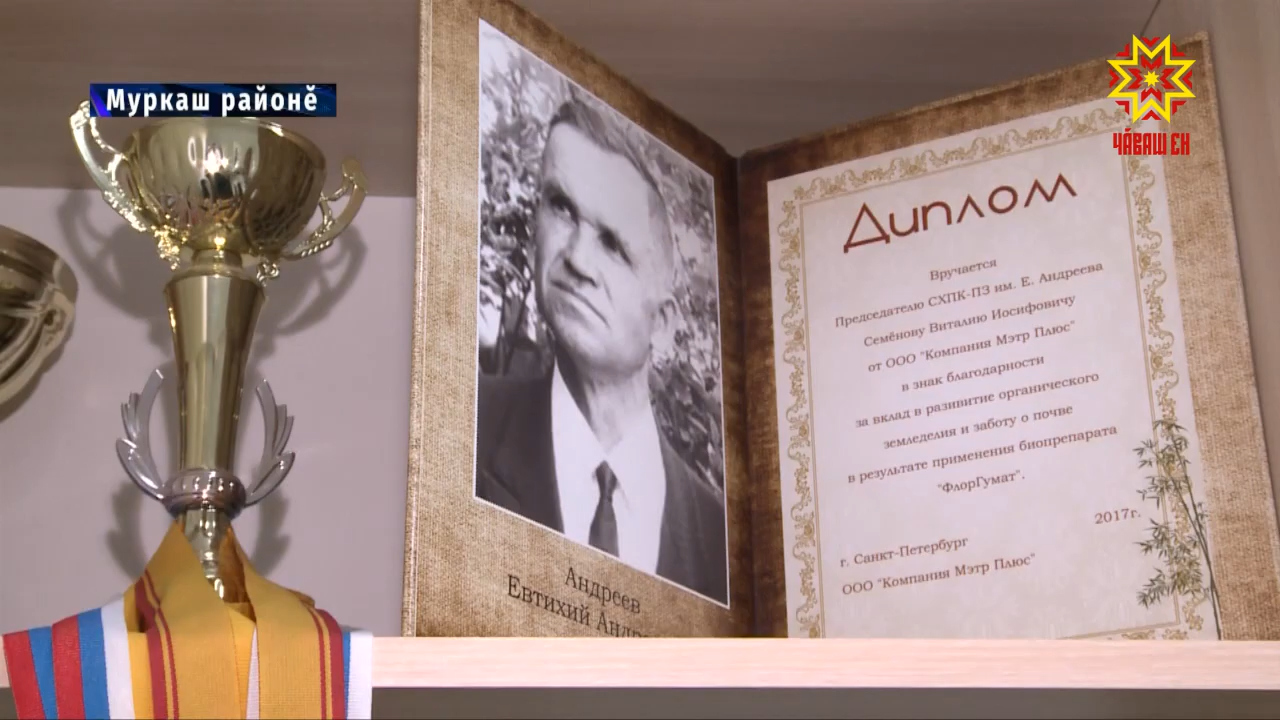 Муркаш районӗ
ЧӐВАШ ЕН
Андреев
Евтихий
Диплом
Вручается
Председателю СХПК-ПЗ им. Е. Андреева
Семёнову Виталию Иосифовичу
от ООО "Компания Мэтр Плюс"
в знак благодарности
за вклад в развитие органического
земледелия и заботу о почве
в результате применения биопрепарата
"ФлорГумат".
2017г.
г. Санкт-Петербург
ООО "Компания Мэтр Плюс"